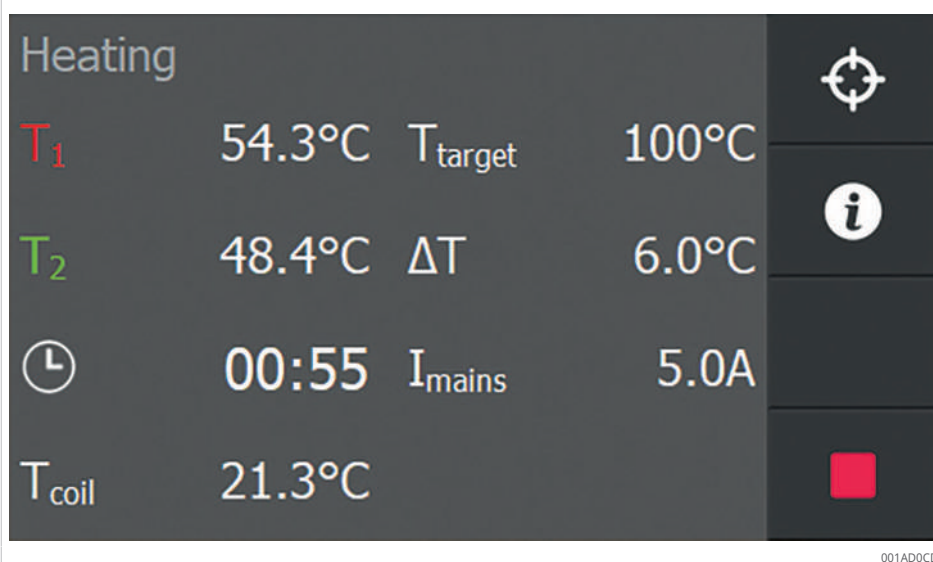 Heating
T1 54.3°C Ttarget 100°C
T2 48.4°C ΔT 6.0°C
00:55 Imains 5.0A
Tcoil 21.3°C
i